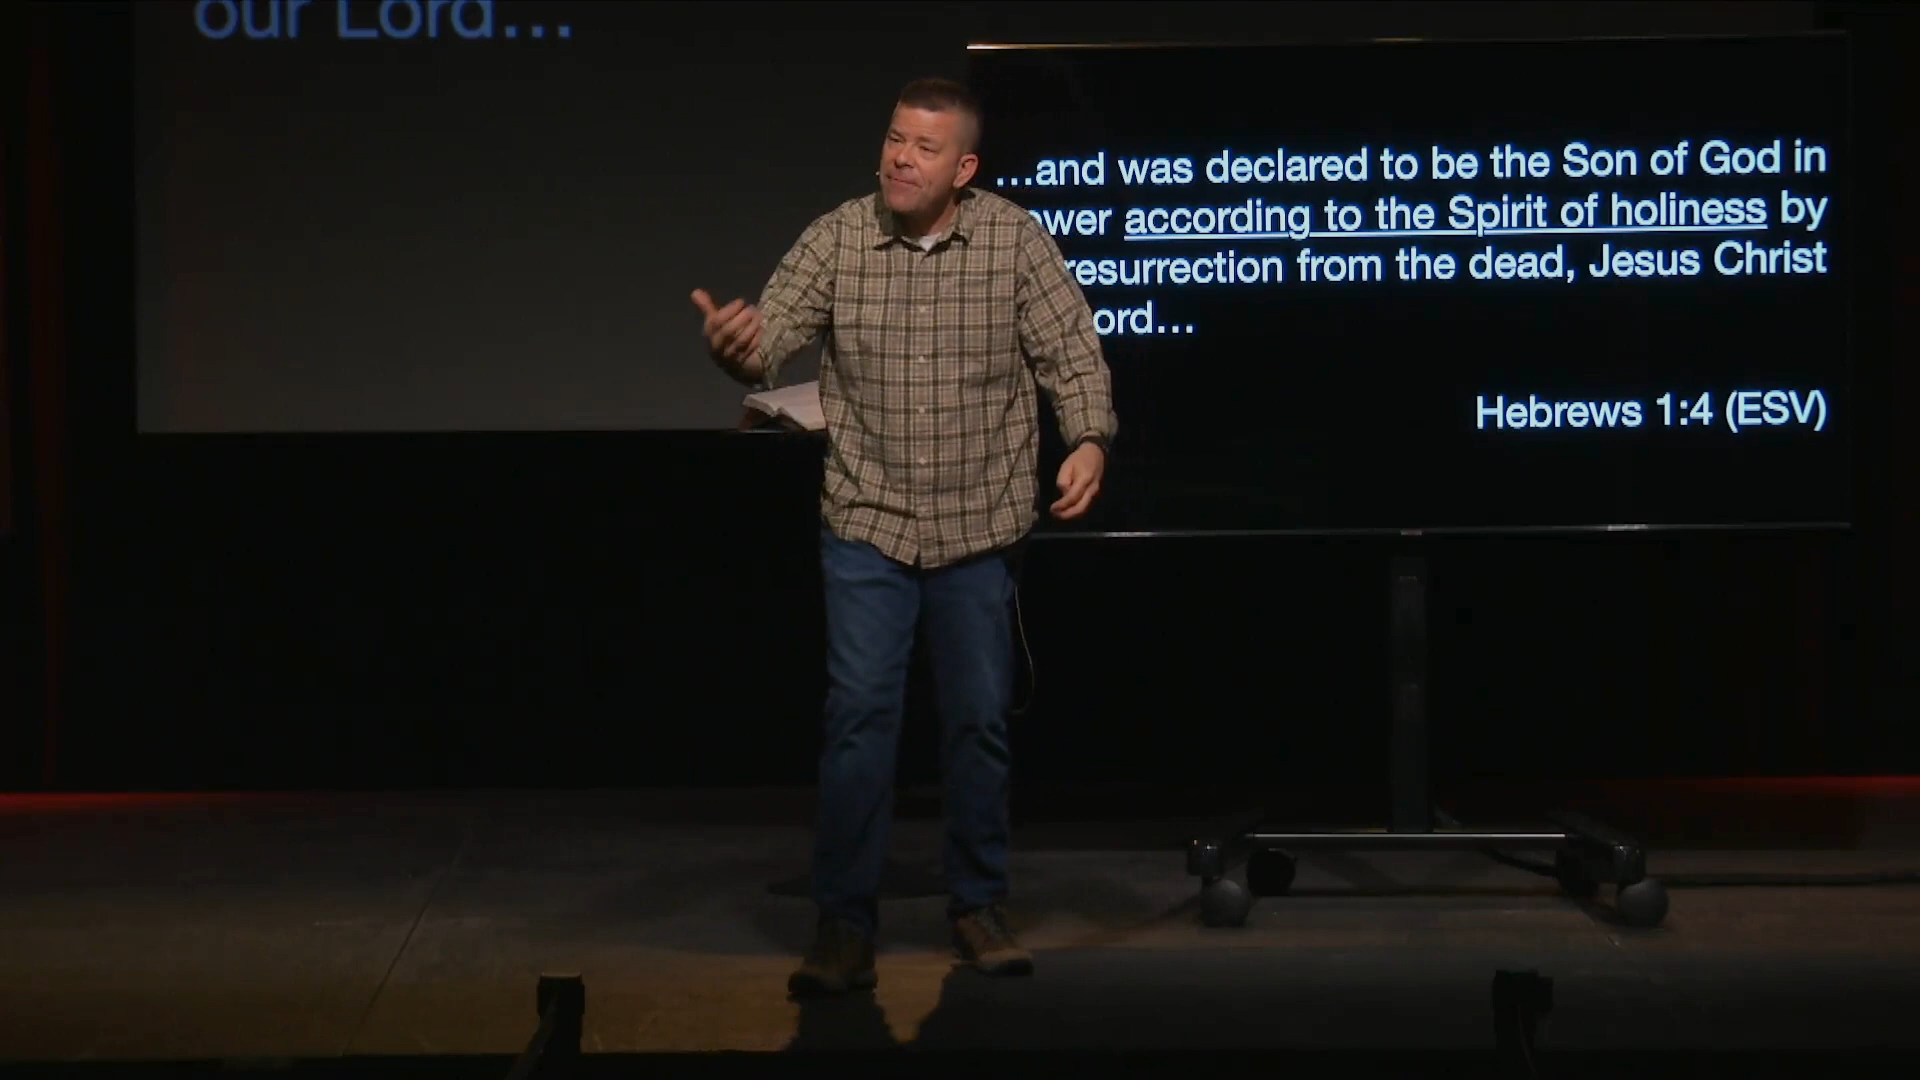 our Lord...
...and was declared to be the Son of God in
ower according to the Spirit of holiness by
resurrection from the dead, Jesus Christ
ord...
Hebrews 1:4 (ESV)